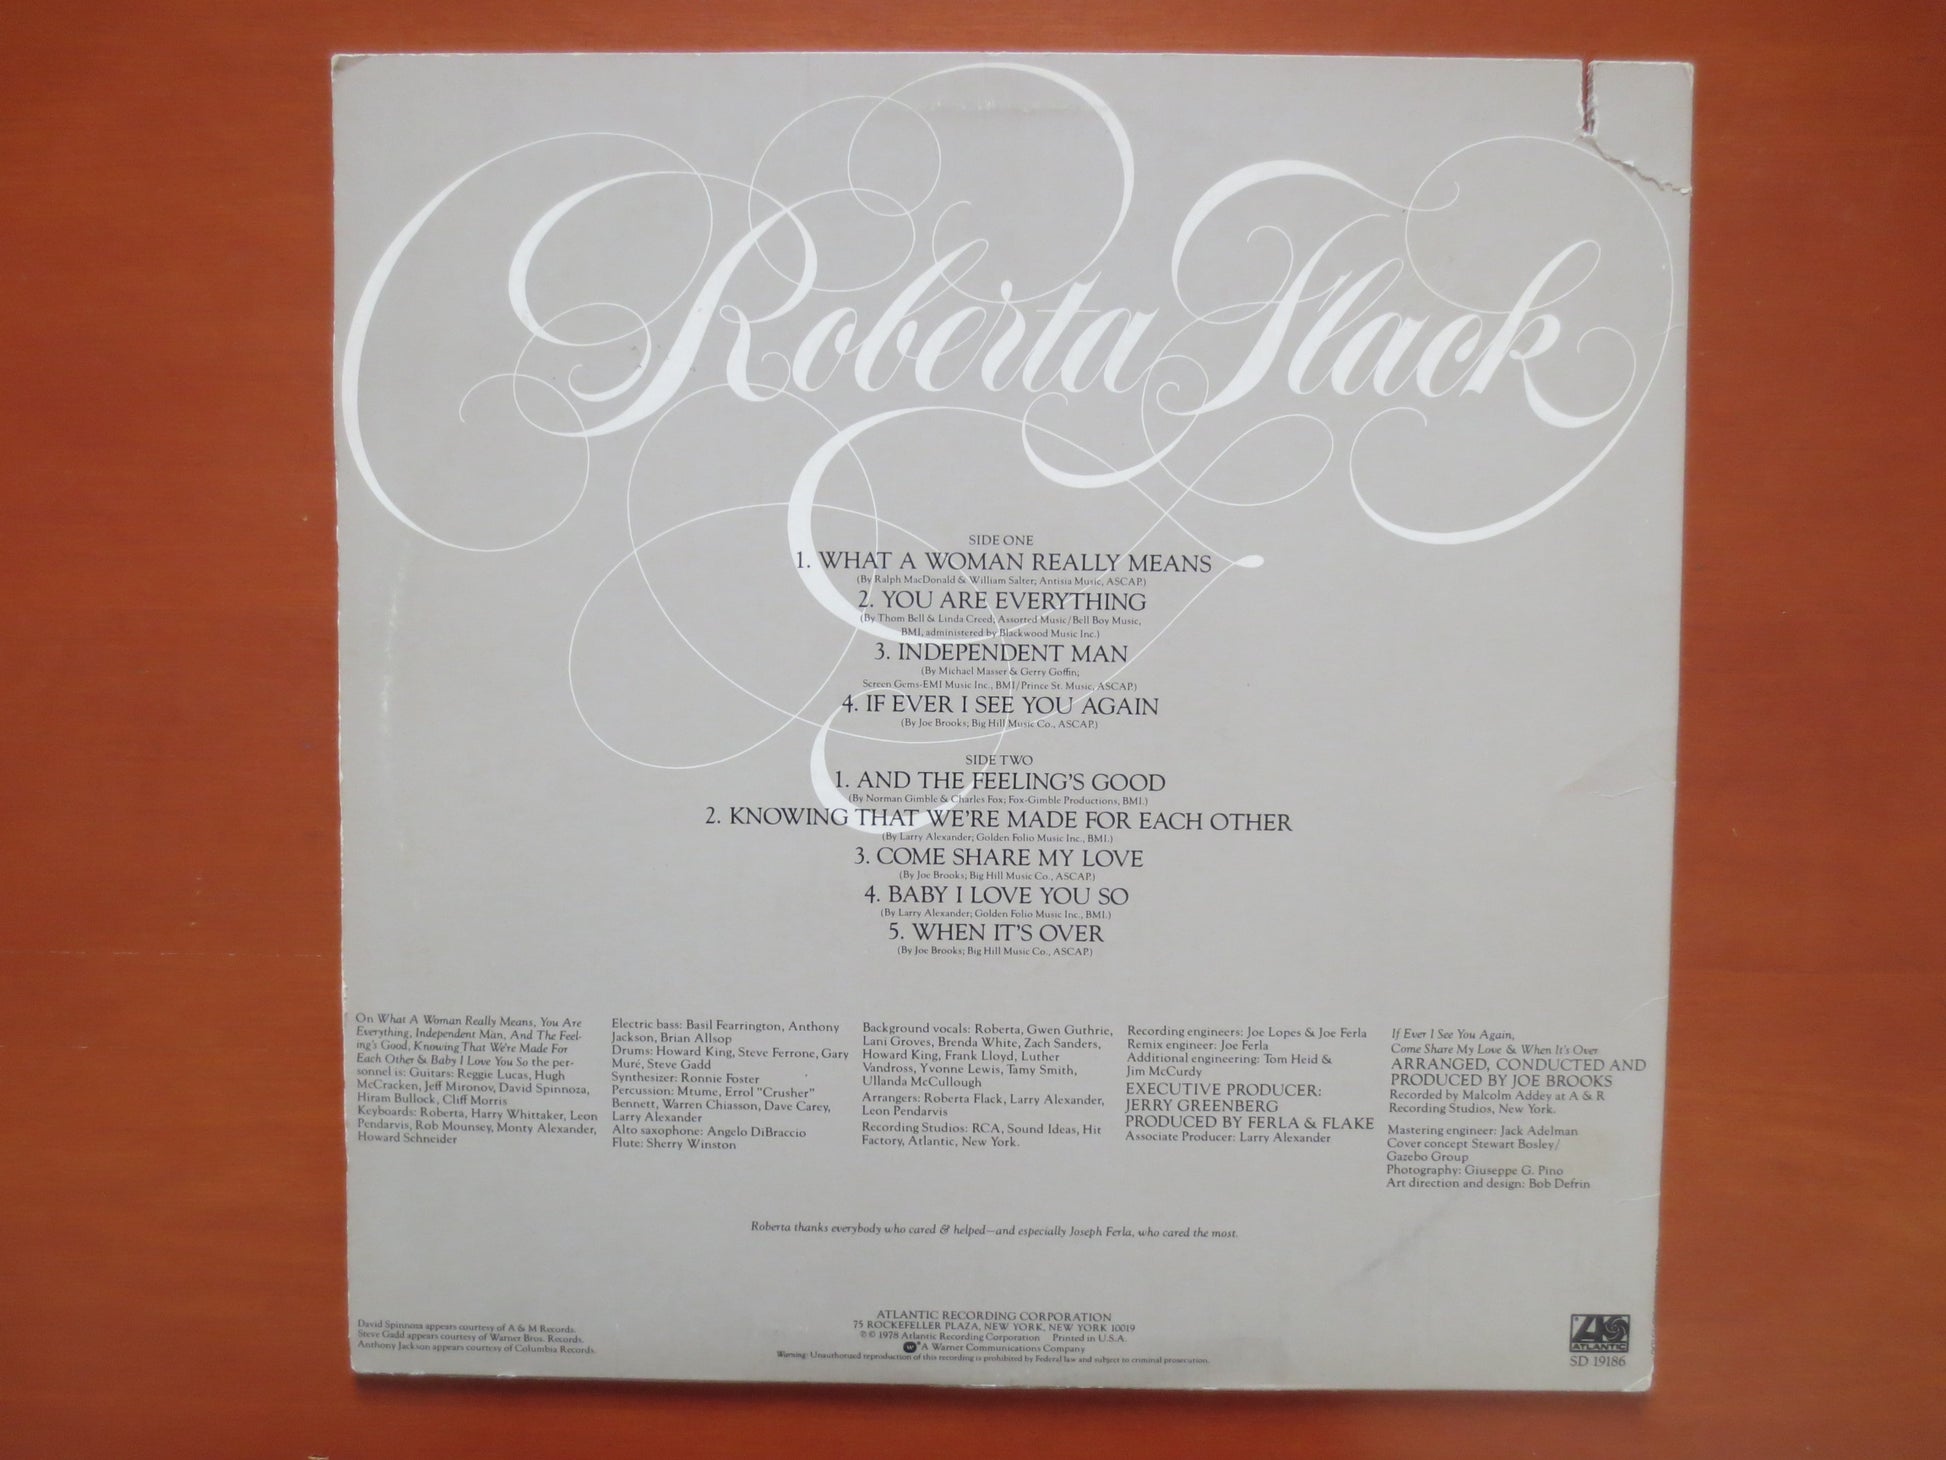 Roberta Flack
SIDE ONE
1. WHAT A WOMAN REALLY MEANS
(By Ralph MacDonald & William Salter; Antisia Music, ASCAP.)
2. YOU ARE EVERYTHING
(By Thom Bell & Linda Creed; Assorted Music/Bell Boy Music,
BMI, administered by Blackwood Music Inc.)
3. INDEPENDENT MAN
(By Michael Masser & Gerry Goffin;
Screen Gems-EMI Music Inc., BMI/Prince St. Music, ASCAP.)
4. IF EVER I SEE YOU AGAIN
(By Joe Brooks; Big Hill Music Co., ASCAP.)
SIDE TWO
1. AND THE FEELING'S GOOD
(By Norman Gimble & Charles Fox; Fox-Gimble Productions, BMI.)
2. KNOWING THAT WE'RE MADE FOR EACH OTHER
(By Larry Alexander; Golden Folio Music Inc., BMI.)
3. COME SHARE MY LOVE
(By Joe Brooks; Big Hill Music Co., ASCAP.)
4. BABY I LOVE YOU SO
(By Larry Alexander; Golden Folio Music Inc., BMI.)
5. WHEN IT'S OVER
(By Joe Brooks; Big Hill Music Co., ASCAP.)
On What A Woman Really Means, You Are
Everything, Independent Man, And The Feel-
ing's Good, Knowing That We're Made For
Each Other & Baby I Love You So the per-
sonnel is: Guitars: Reggie Lucas, Hugh
McCracken, Jeff Mironov, David Spinnoza,
Hiram Bullock, Cliff Morris
Keyboards: Roberta, Harry Whittaker, Leon
Pendarvis, Rob Mounsey, Monty Alexander,
Howard Schneider
Electric bass: Basil Fearrington, Anthony
Jackson, Brian Allsop
Drums: Howard King, Steve Ferrone, Gary
Mure, Steve Gadd
Synthesizer: Ronnie Foster
Percussion: Mtume, Errol "Crusher"
Bennett, Warren Chiasson, Dave Carey,
Larry Alexander
Alto saxophone: Angelo DiBraccio
Flute: Sherry Winston
Background vocals: Roberta, Gwen Guthrie,
Lani Groves, Brenda White, Zach Sanders,
Howard King, Frank Lloyd, Luther
Vandross, Yvonne Lewis, Tamy Smith,
Ullanda McCullough
Arrangers: Roberta Flack, Larry Alexander,
Leon Pendarvis
Recording Studios: RCA, Sound Ideas, Hit
Factory, Atlantic, New York.
Recording engineers: Joe Lopes & Joe Ferla
Remix engineer: Joe Ferla
Additional engineering: Tom Heid &
Jim McCurdy
EXECUTIVE PRODUCER:
JERRY GREENBERG
PRODUCED BY FERLA & FLAKE
Associate Producer: Larry Alexander
If Ever I See You Again,
Come Share My Love & When It's Over
ARRANGED, CONDUCTED AND
PRODUCED BY JOE BROOKS
Recorded by Malcolm Addey at A & R
Recording Studios, New York.
Mastering engineer: Jack Adelman
Cover concept Stewart Bosley/
Gazebo Group
Photography: Giuseppe G. Pino
Art direction and design: Bob Defrin
Roberta thanks everybody who cared & helped—and especially Joseph Ferla, who cared the most.
David Spinnoza appears courtesy of A & M Records.
Steve Gadd appears courtesy of Warner Bros. Records.
Anthony Jackson appears courtesy of Columbia Records.
ATLANTIC RECORDING CORPORATION
75 ROCKEFELLER PLAZA, NEW YORK, NEW YORK 10019
℗ © 1978 Atlantic Recording Corporation Printed in U.S.A.
A Warner Communications Company
Warning: Unauthorized reproduction of this recording is prohibited by Federal law and subject to criminal prosecution.
ATLANTIC
SD 19186